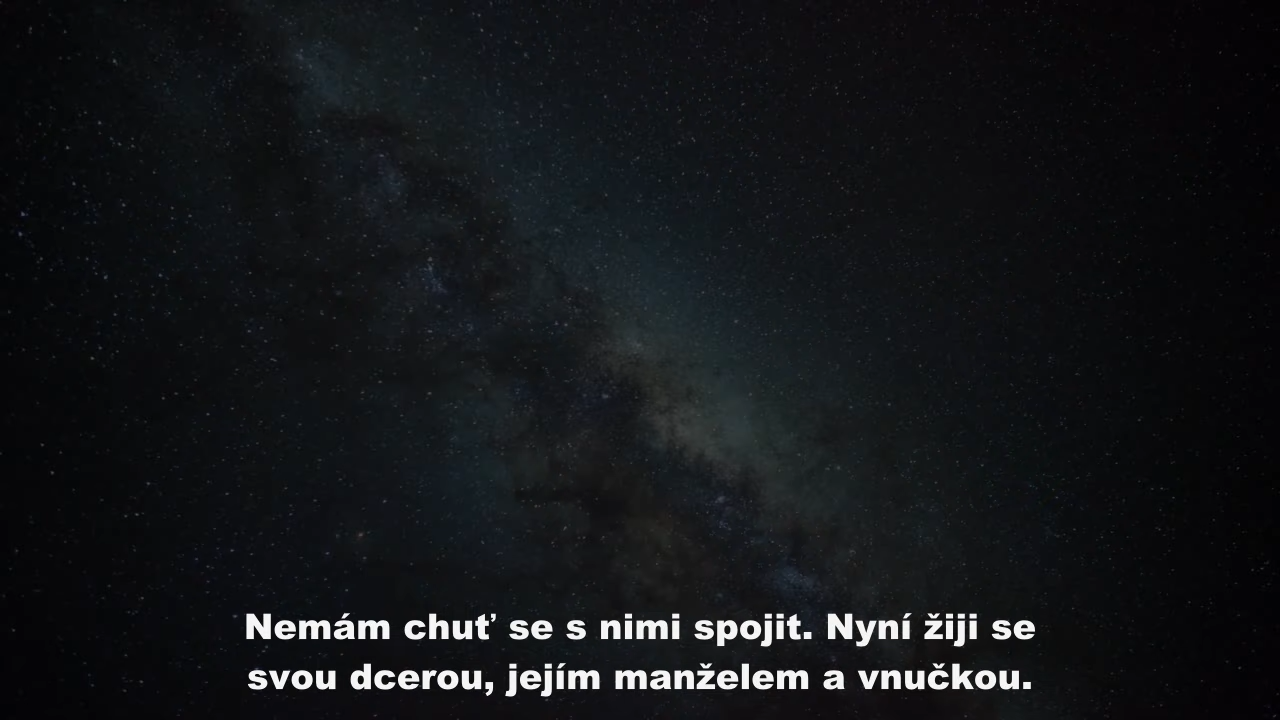 Nemám chuť se s nimi spojit. Nyní žiji se
svou dcerou, jejím manželem a vnučkou.